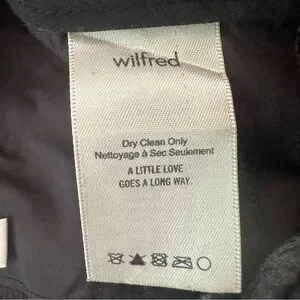 wilfred
Dry Clean Only
Nettoyage à Sec Seulement
A LITTLE LOVE
GOES A LONG WAY.